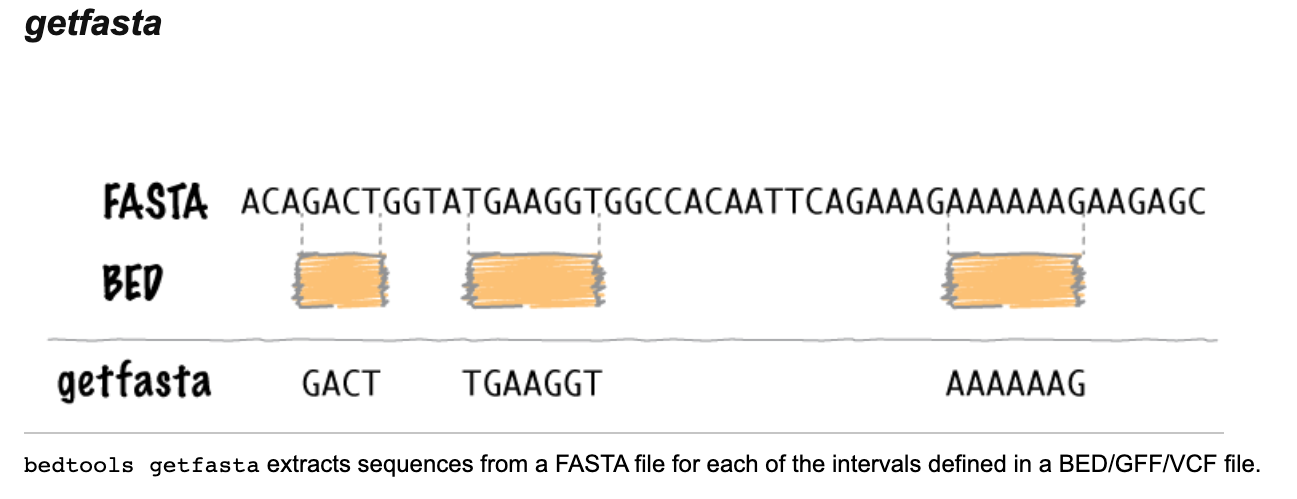 getfasta
FASTA ACAGACTGGTATGAAGGTGGCCACAATTCAGAAAGAAAAAAGAAGAGC
BED
getfasta GACT TGAAGGT AAAAAAG
bedtools getfasta extracts sequences from a FASTA file for each of the intervals defined in a BED/GFF/VCF file.